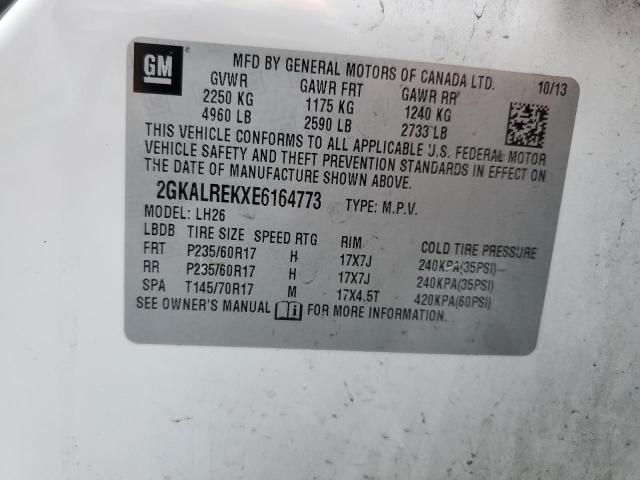 GM
MFD BY GENERAL MOTORS OF CANADA LTD.
10/13
GVWR GAWR FRT GAWR RR
2250 KG 1175 KG 1240 KG
4960 LB 2590 LB 2733 LB
THIS VEHICLE CONFORMS TO ALL APPLICABLE U.S. FEDERAL MOTOR
VEHICLE SAFETY AND THEFT PREVENTION STANDARDS IN EFFECT ON
THE DATE OF MANUFACTURE SHOWN ABOVE.
2GKALREKXE6164773 TYPE: M.P.V.
MODEL: LH26
LBDB TIRE SIZE SPEED RTG RIM COLD TIRE PRESSURE
FRT P235/60R17 H 17X7J 240KPA(35PSI)
RR P235/60R17 H 17X7J 240KPA(35PSI)
SPA T145/70R17 M 17X4.5T 420KPA(60PSI)
SEE OWNER'S MANUAL FOR MORE INFORMATION.